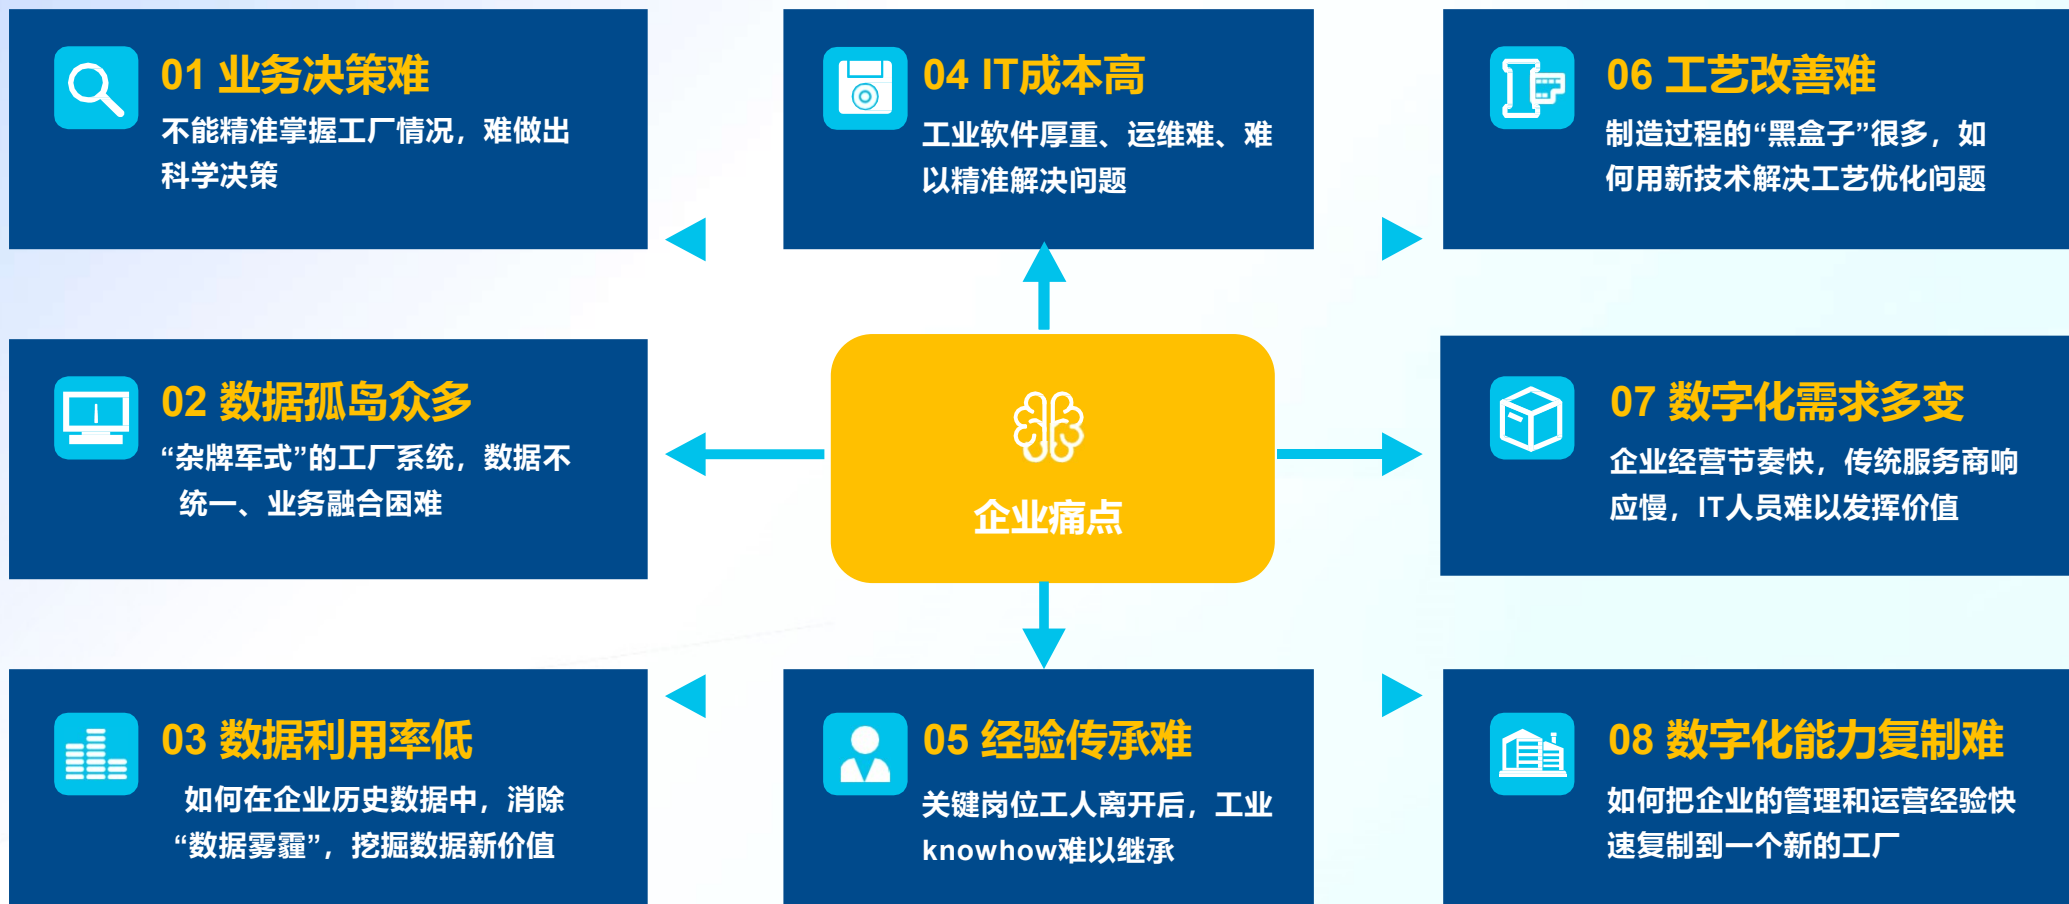 01 业务决策难
不能精准掌握工厂情况，难做出
科学决策
02 数据孤岛众多
“杂牌军式”的工厂系统，数据不
统一、业务融合困难
03 数据利用率低
如何在企业历史数据中，消除
“数据雾霾”，挖掘数据新价值
04 IT成本高
工业软件厚重、运维难、难
以精准解决问题
企业痛点
05 经验传承难
关键岗位工人离开后，工业
knowhow难以继承
06 工艺改善难
制造过程的“黑盒子”很多，如
何用新技术解决工艺优化问题
07 数字化需求多变
企业经营节奏快，传统服务商响
应慢，IT人员难以发挥价值
08 数字化能力复制难
如何把企业的管理和运营经验快
速复制到一个新的工厂